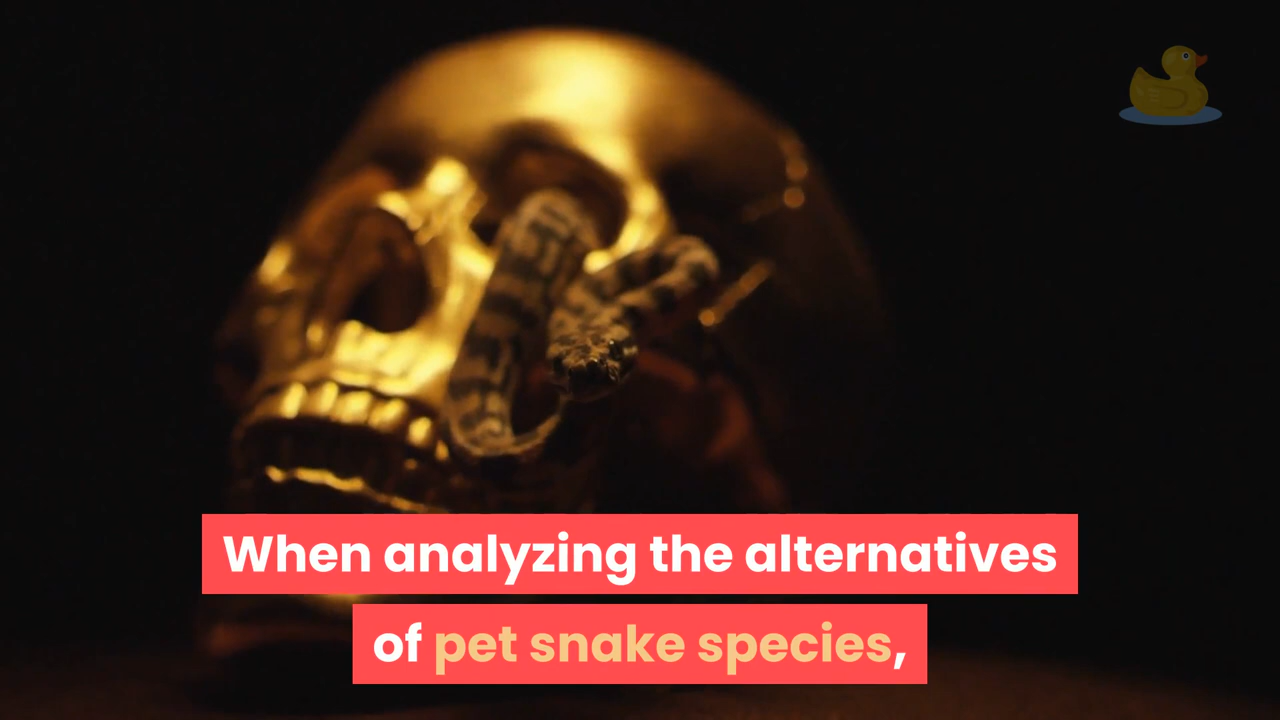 When analyzing the alternatives
of pet snake species,